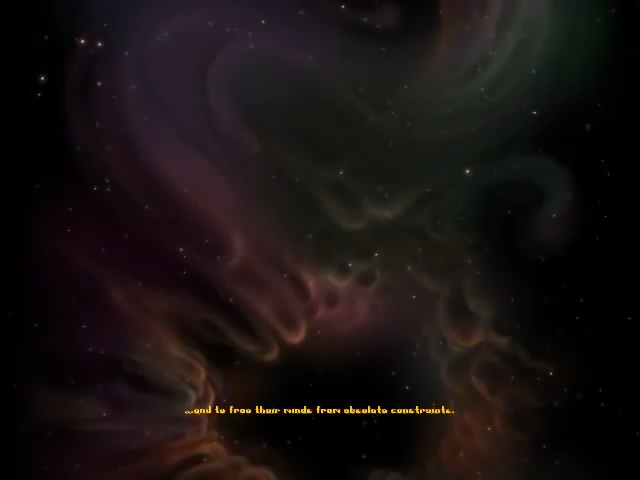 ...and to free their minds from absolute constraints.